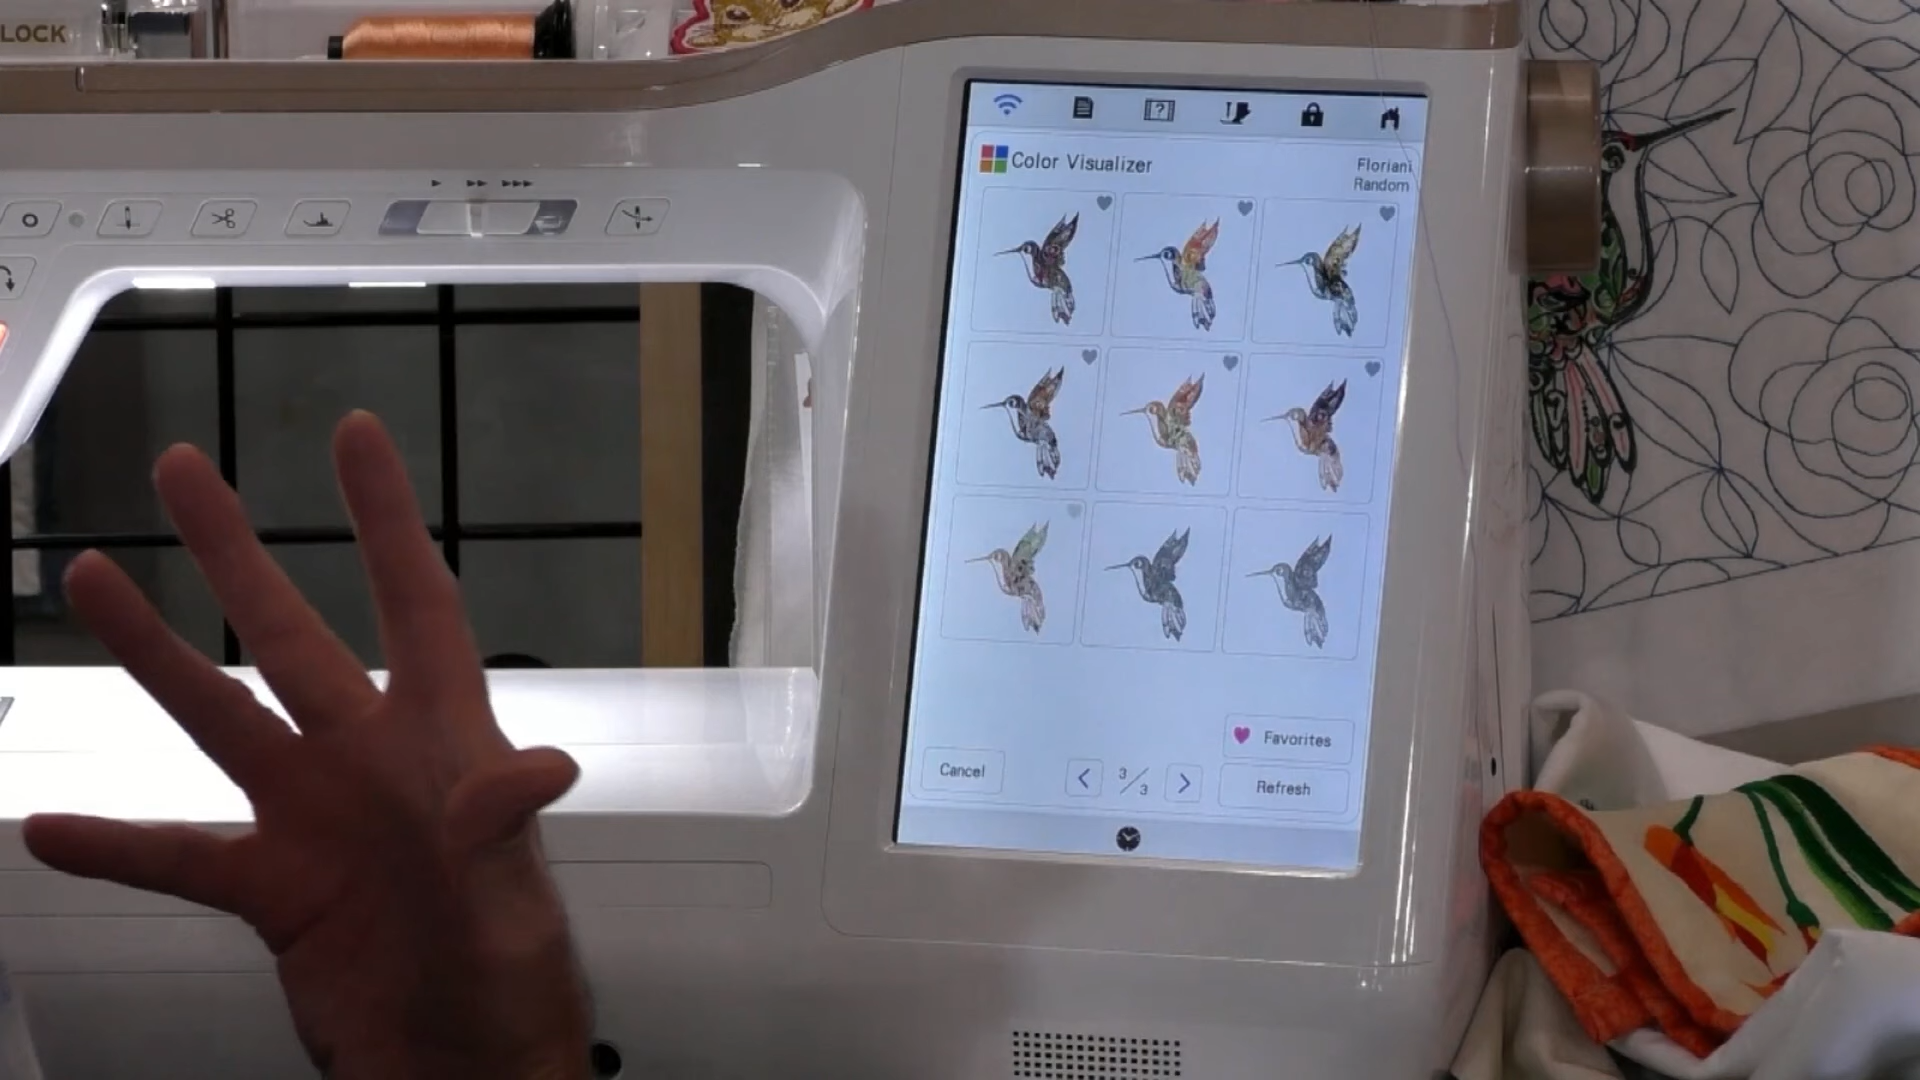 LOCK
Color Visualizer
Floriani
Random
Favorites
Cancel
3/3
Refresh